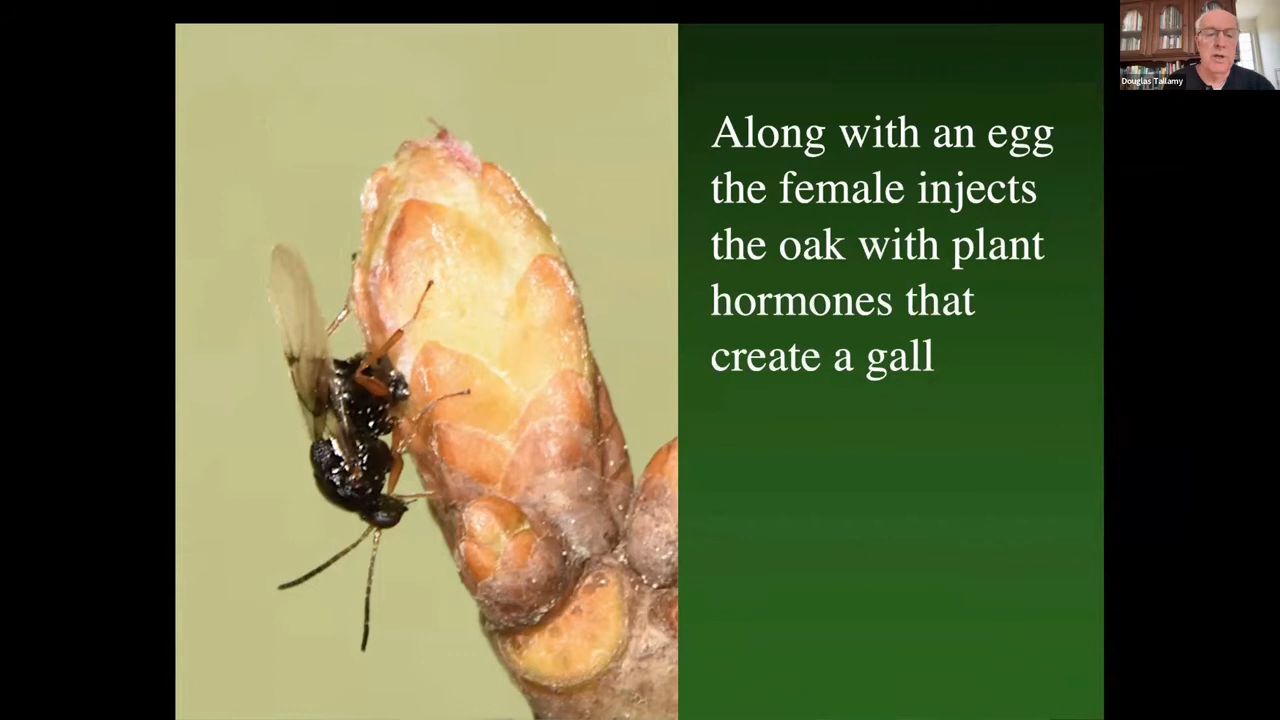 Along with an egg
the female injects
the oak with plant
hormones that
create a gall
Douglas Tallamy